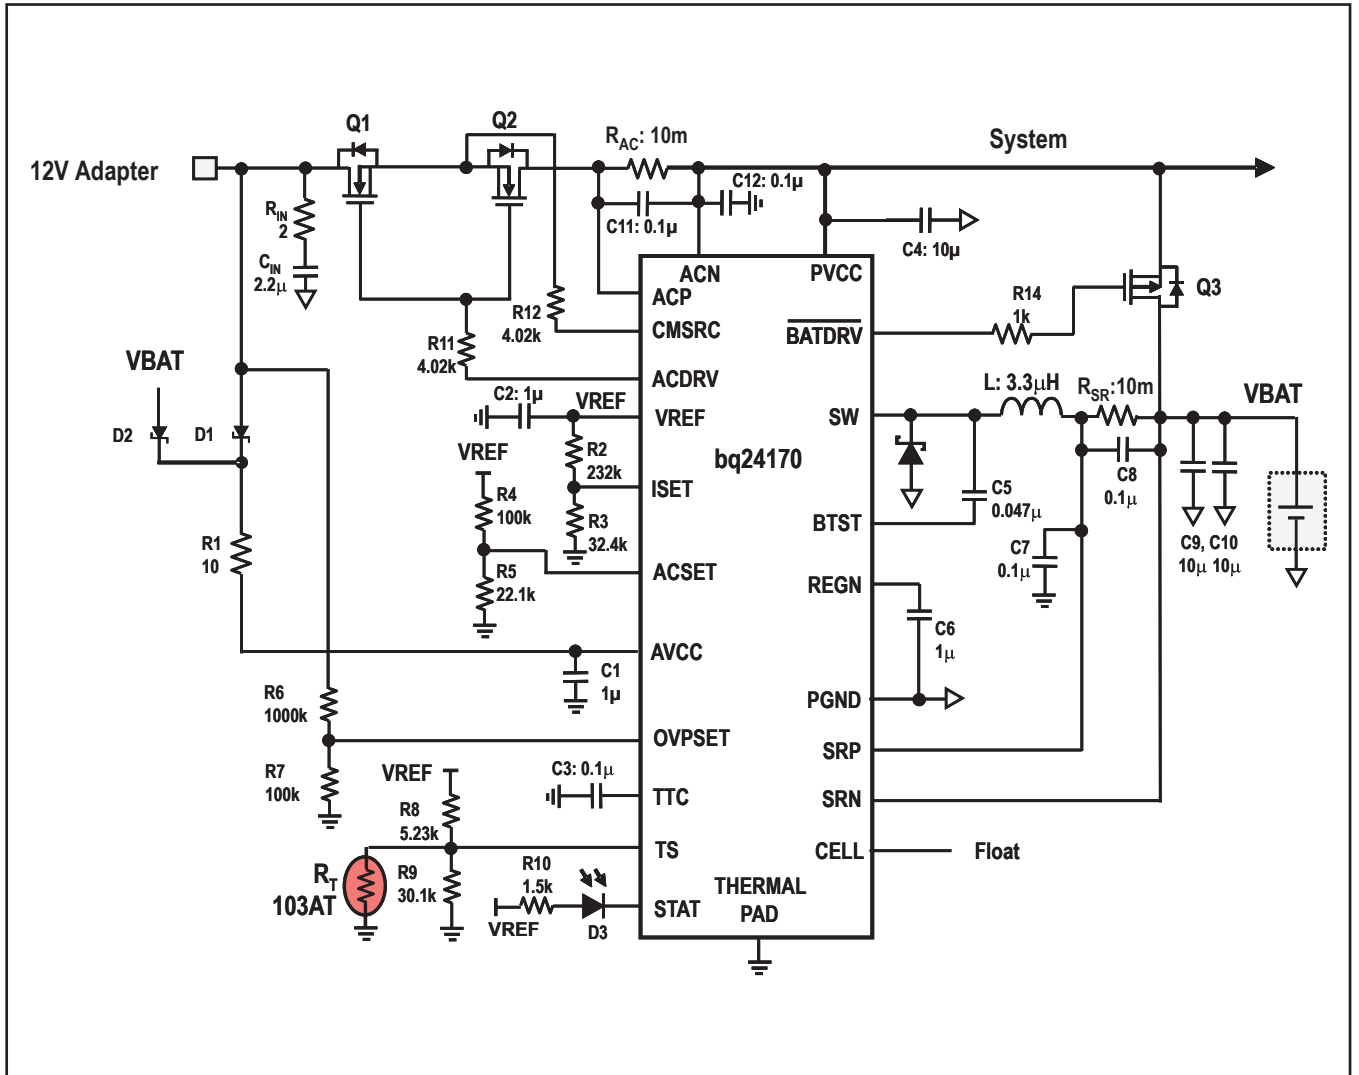 Q1
Q2
R_AC: 10m
System
12V Adapter
R_IN
2
C_IN
2.2μ
C12: 0.1μ
C11: 0.1μ
C4: 10μ
ACN
PVCC
ACP
R12
4.02k
CMSRC
R11
4.02k
ACDRV
BATDRV
R14
1k
Q3
VBAT
D2
D1
C2: 1μ
VREF
VREF
R2
232k
ISET
R3
32.4k
VREF
R4
100k
R5
22.1k
ACSET
bq24170
SW
L: 3.3μH
R_SR:10m
VBAT
C5
0.047μ
BTST
C8
0.1μ
C7
0.1μ
C9, C10
10μ 10μ
R1
10
REGN
C6
1μ
AVCC
C1
1μ
PGND
R6
1000k
OVPSET
SRP
R7
100k
C3: 0.1μ
TTC
SRN
VREF
R8
5.23k
TS
CELL
Float
R_T
103AT
R9
30.1k
R10
1.5k
VREF
D3
STAT
THERMAL
PAD